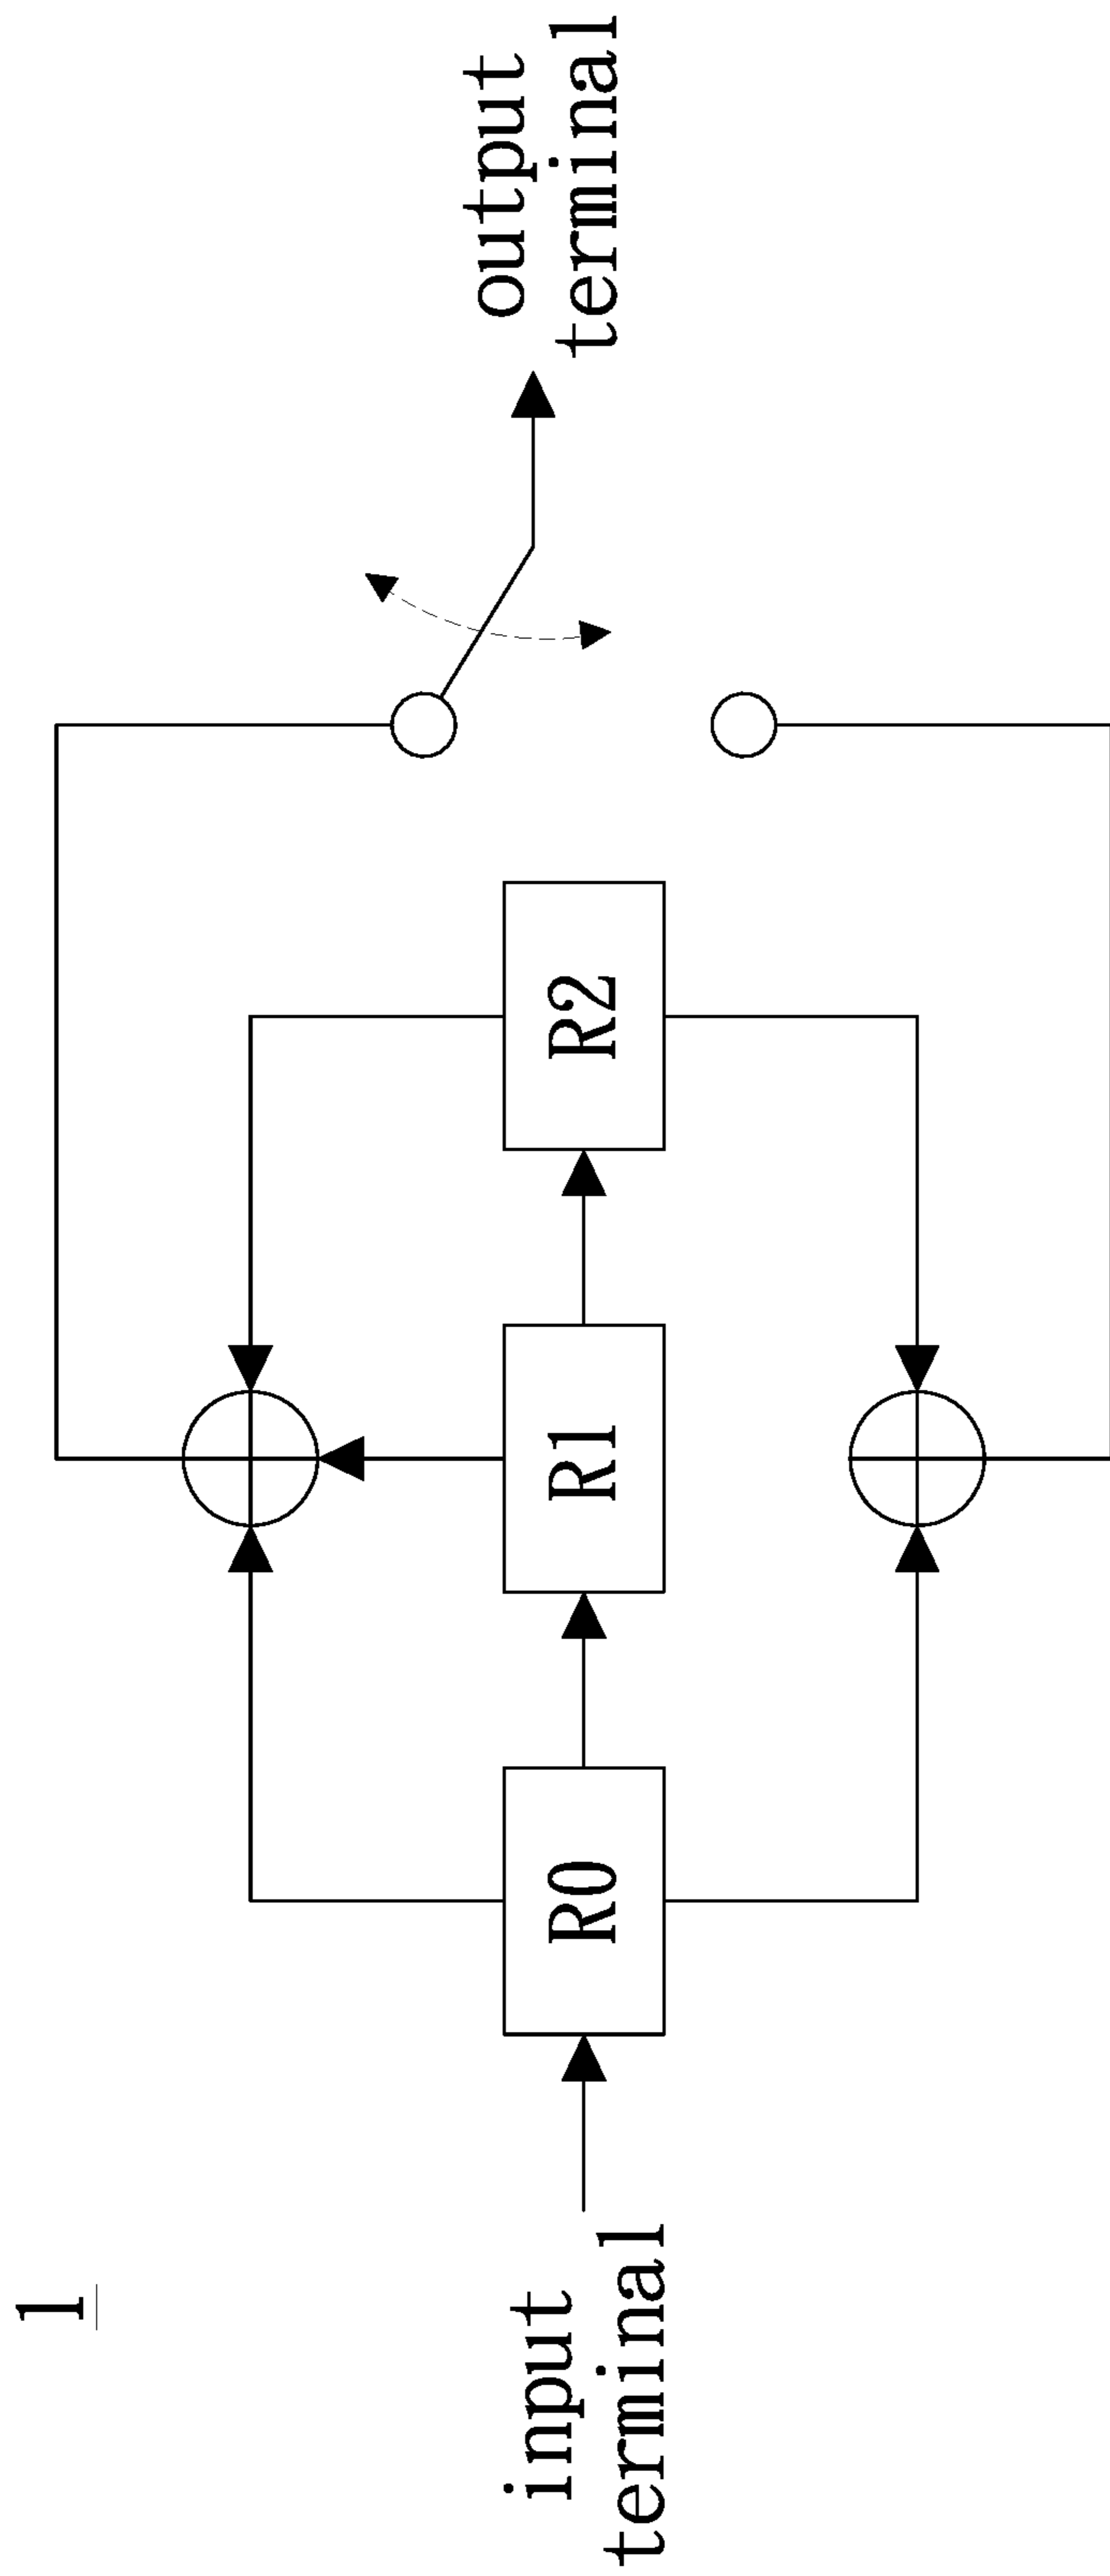 1
input
terminal
R0
R1
R2
output
terminal